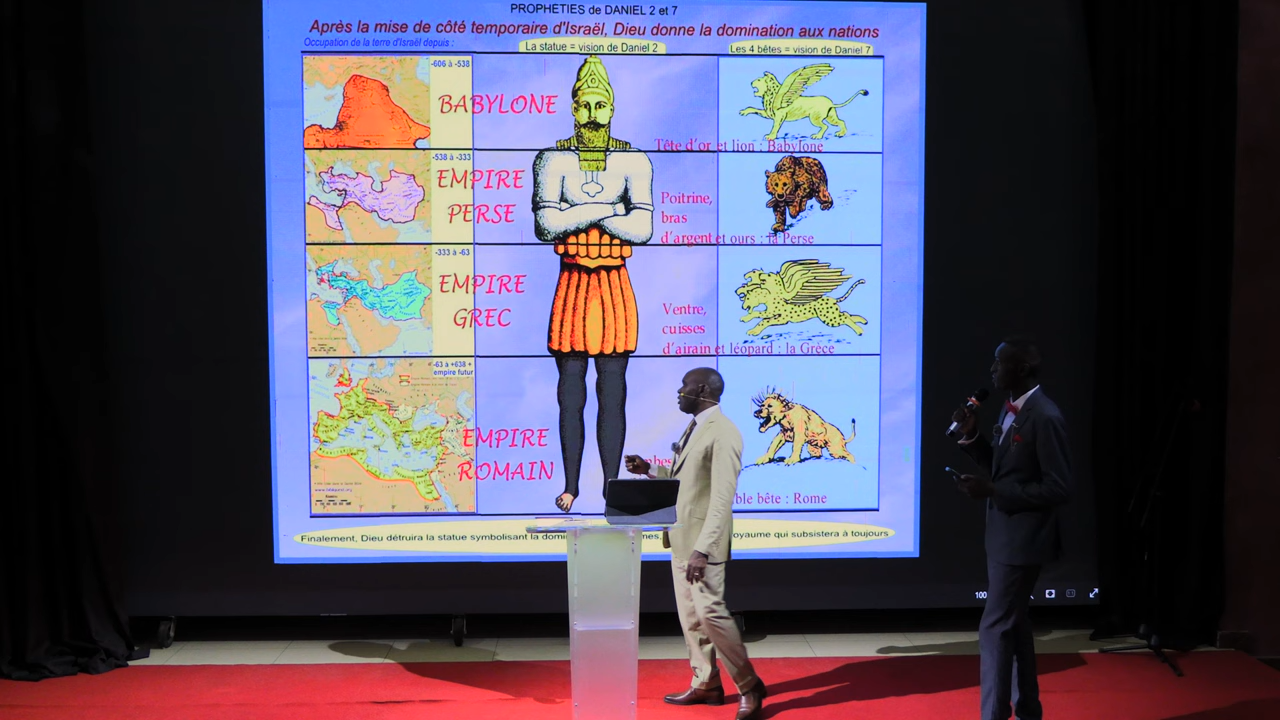 PROPHETIES de DANIEL 2 et 7
Après la mise de côté temporaire d'Israël, Dieu donne la domination aux nations
Occupation de la terre d'Israël depuis :
La statue = vision de Daniel 2
Les 4 bêtes = vision de Daniel 7
-606 à -538
BABYLONE
Tête d'or et lion : Babylone
-538 à -333
EMPIRE
PERSE
Poitrine,
bras
d'argent et ours : la Perse
-333 à -63
EMPIRE
GREC
Ventre,
cuisses
d'airain et léopard : la Grèce
-63 à +638 +
empire futur
EMPIRE
ROMAIN
mbes
ble bête : Rome
Finalement, Dieu détruira la statue symbolisant la domi
oyaume qui subsistera à toujours
100